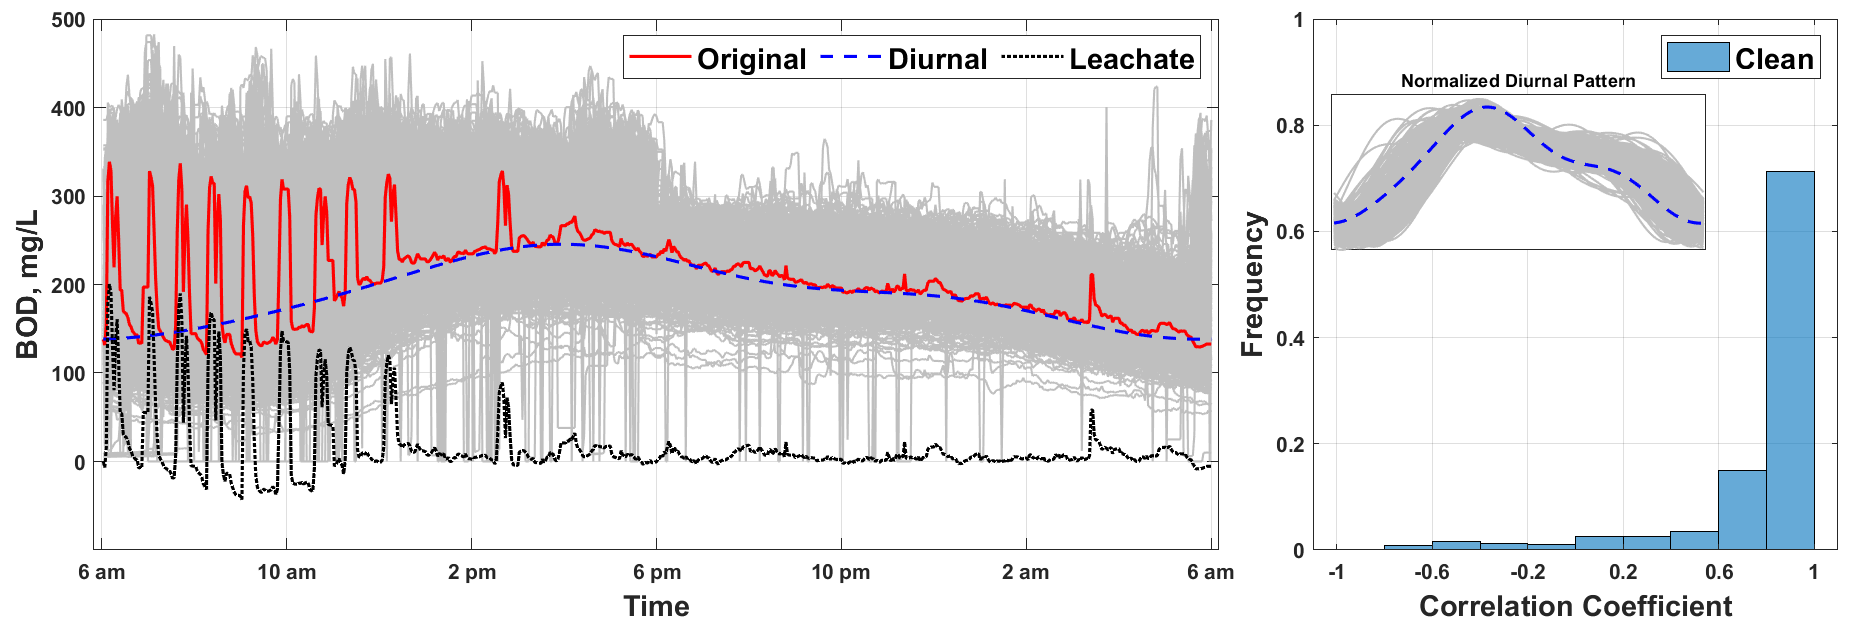 500
400
300
200
100
0
BOD, mg/L
Original Diurnal Leachate
6 am 10 am 2 pm 6 pm 10 pm 2 am 6 am
Time
1
0.8
0.6
0.4
0.2
0
Frequency
Clean
Normalized Diurnal Pattern
-1 -0.6 -0.2 0.2 0.6 1
Correlation Coefficient